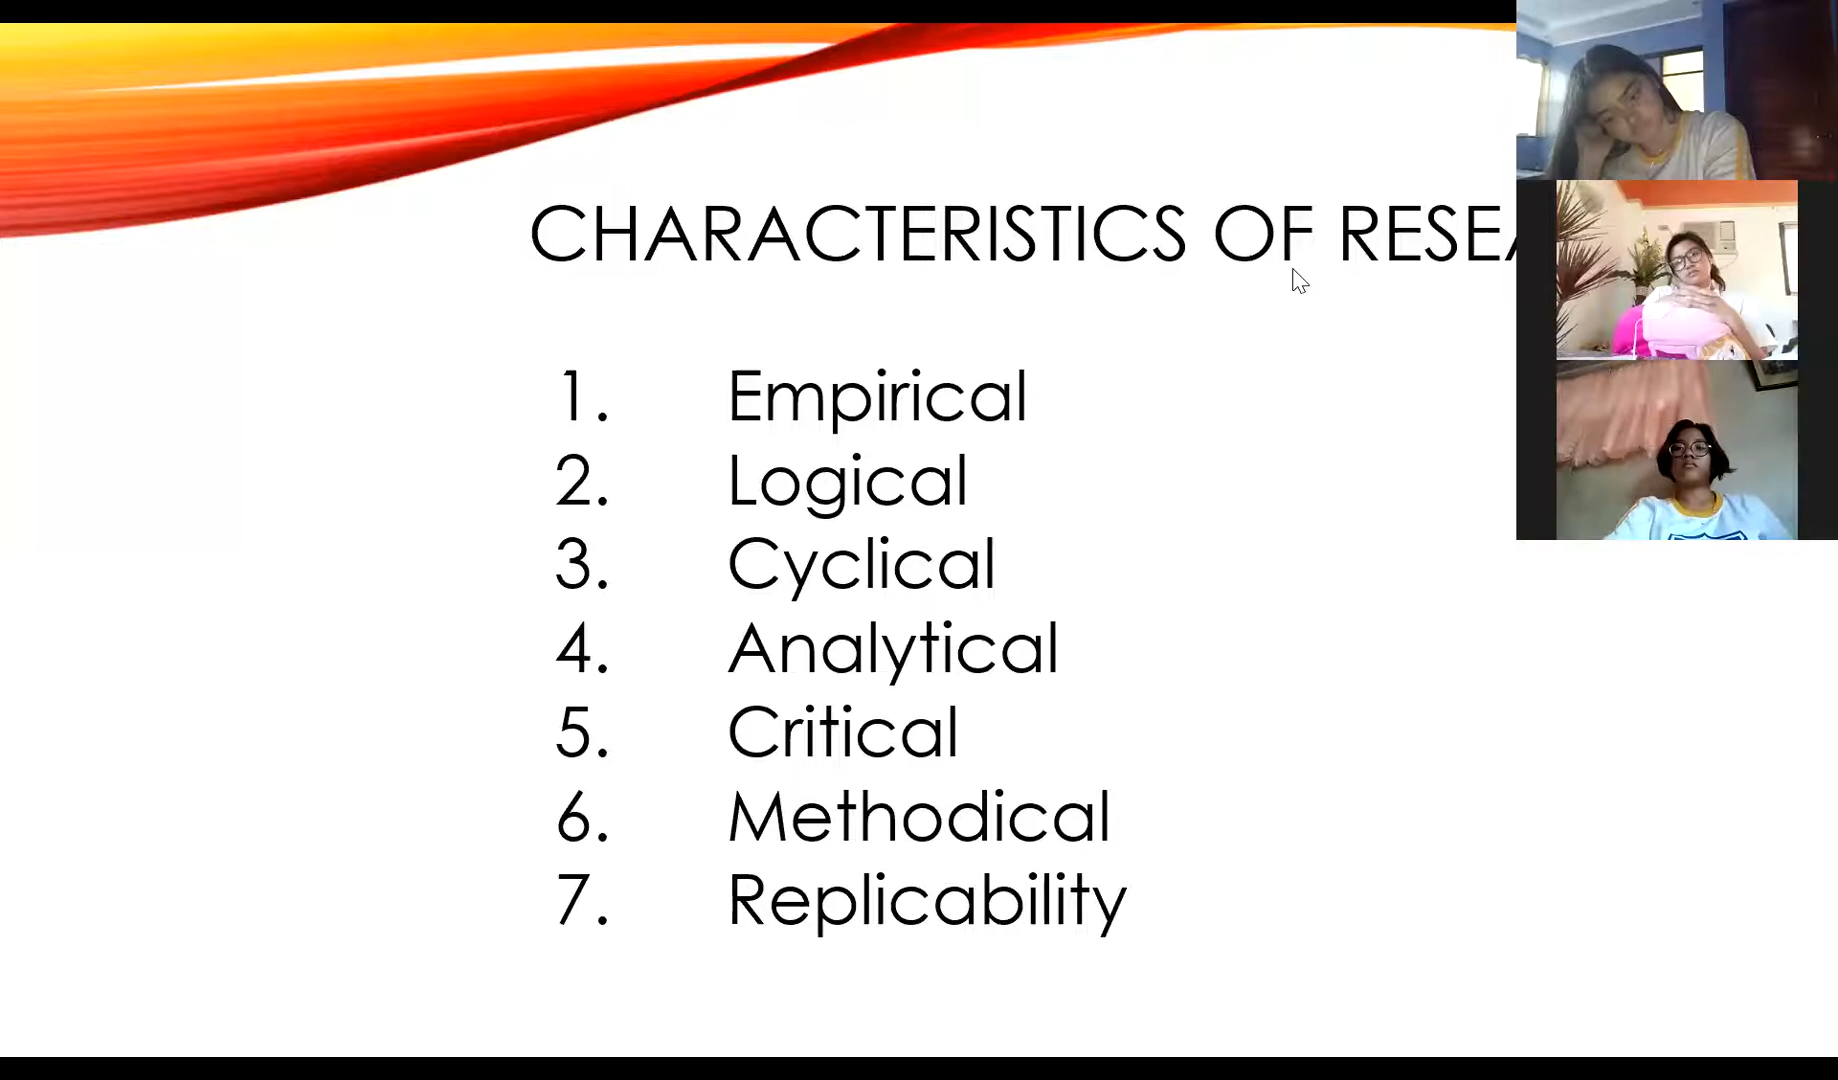 CHARACTERISTICS OF RESEA
1. Empirical
2. Logical
3. Cyclical
4. Analytical
5. Critical
6. Methodical
7. Replicability